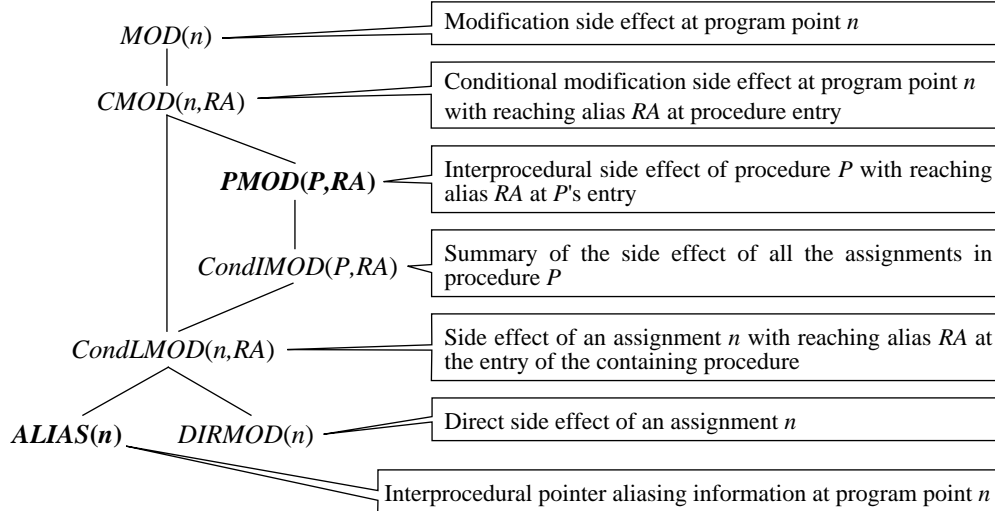 MOD(n)
Modification side effect at program point n
CMOD(n,RA)
Conditional modification side effect at program point n
with reaching alias RA at procedure entry
PMOD(P,RA)
Interprocedural side effect of procedure P with reaching
alias RA at P's entry
CondIMOD(P,RA)
Summary of the side effect of all the assignments in
procedure P
CondLMOD(n,RA)
Side effect of an assignment n with reaching alias RA at
the entry of the containing procedure
ALIAS(n)
DIRMOD(n)
Direct side effect of an assignment n
Interprocedural pointer aliasing information at program point n